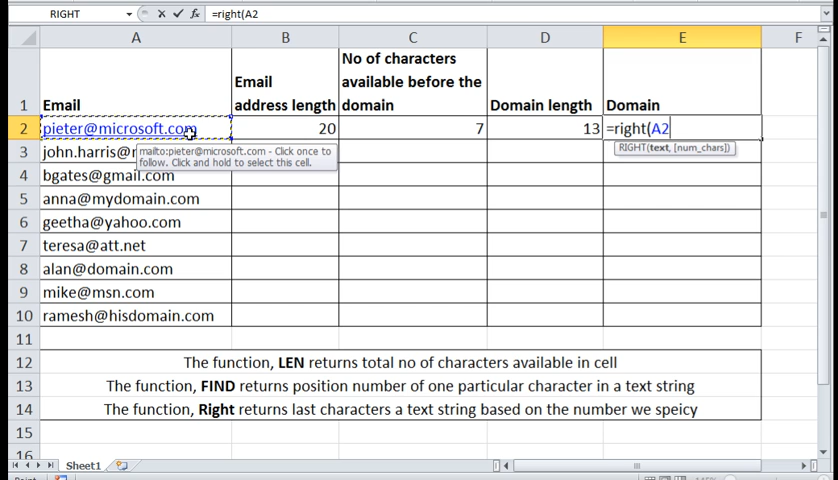 RIGHT fx =right(A2
A B C D E F
1 Email Email address length No of characters available before the domain Domain length Domain
2 pieter@microsoft.com 20 7 13 =right(A2
RIGHT(text, [num_chars])
mailto:pieter@microsoft.com - Click once to
follow. Click and hold to select this cell.
3 john.harris@
4 bgates@gmail.com
5 anna@mydomain.com
6 geetha@yahoo.com
7 teresa@att.net
8 alan@domain.com
9 mike@msn.com
10 ramesh@hisdomain.com
11
12 The function, LEN returns total no of characters available in cell
13 The function, FIND returns position number of one particular character in a text string
14 The function, Right returns last characters a text string based on the number we speicy
15
16
Sheet1